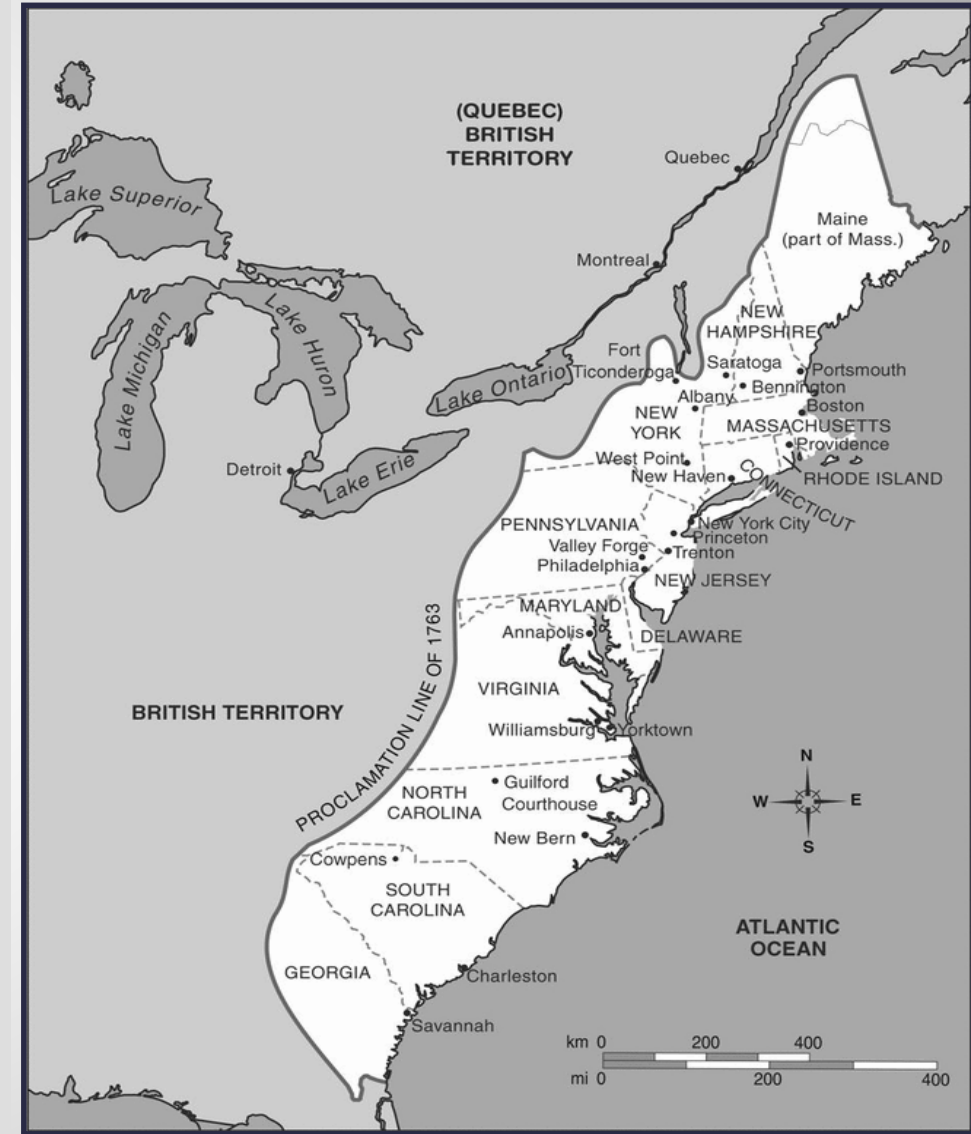 (QUEBEC)
BRITISH
TERRITORY
Quebec
Lake Superior
Maine
(part of Mass.)
Montreal
Lake Michigan
Lake Huron
NEW
HAMPSHIRE
Fort
Ticonderoga
Saratoga
Portsmouth
Bennington
Lake Ontario
Albany
Boston
NEW
YORK
MASSACHUSETTS
Providence
West Point
Detroit
Lake Erie
New Haven
CONNECTICUT
RHODE ISLAND
PENNSYLVANIA
New York City
Princeton
Valley Forge
Trenton
Philadelphia
NEW JERSEY
MARYLAND
Annapolis
DELAWARE
PROCLAMATION LINE OF 1763
VIRGINIA
BRITISH TERRITORY
Williamsburg
Yorktown
N
W
E
S
Guilford
Courthouse
NORTH
CAROLINA
New Bern
Cowpens
SOUTH
CAROLINA
ATLANTIC
OCEAN
GEORGIA
Charleston
Savannah
km 0 200 400
mi 0 200 400